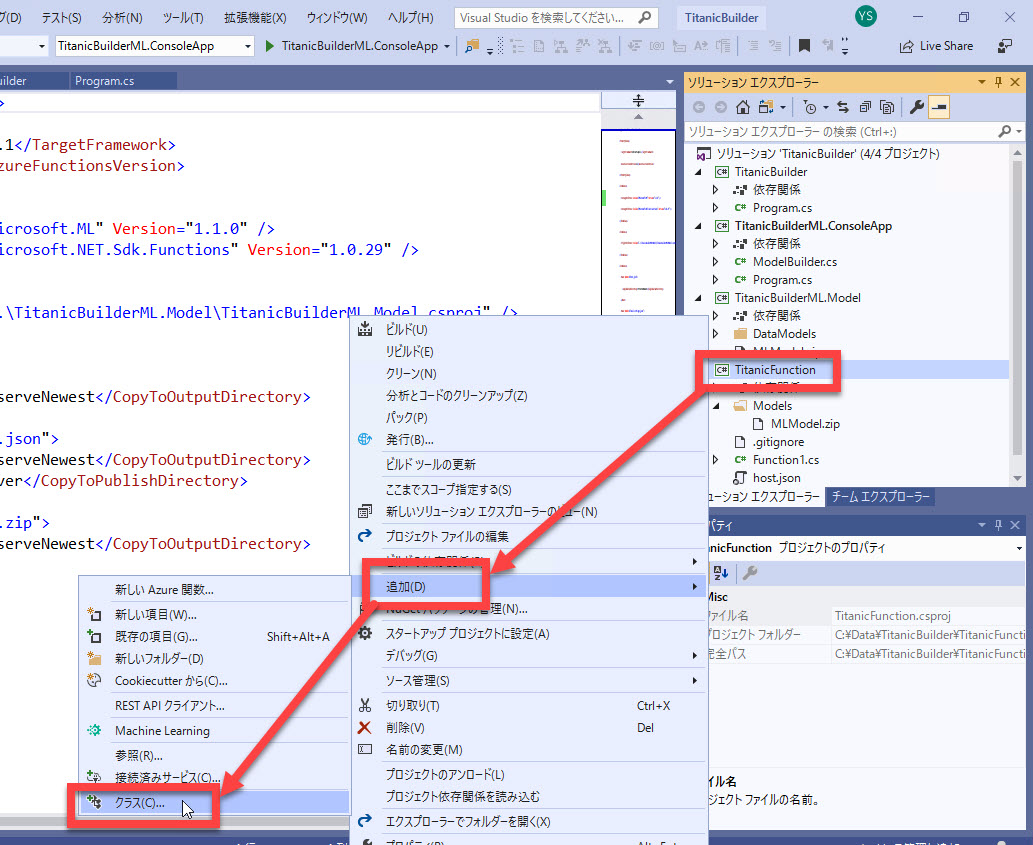 テスト(S) 分析(N) ツール(T) 拡張機能(X) ウィンドウ(W) ヘルプ(H) Visual Studio を検索してください... TitanicBuilder YS
TitanicBuilderML.ConsoleApp TitanicBuilderML.ConsoleApp Live Share
Program.cs
.1</TargetFramework>
zureFunctionsVersion>
icrosoft.ML" Version="1.1.0" />
icrosoft.NET.Sdk.Functions" Version="1.0.29" />
.\TitanicBuilderML.Model\TitanicBuilderML.Model.csproj" />
serveNewest</CopyToOutputDirectory>
.json">
serveNewest</CopyToOutputDirectory>
ver</CopyToPublishDirectory>
.zip">
serveNewest</CopyToOutputDirectory>
ソリューション エクスプローラー
ソリューション エクスプローラー の検索 (Ctrl+:)
ソリューション 'TitanicBuilder' (4/4 プロジェクト)
TitanicBuilder
依存関係
Program.cs
TitanicBuilderML.ConsoleApp
依存関係
ModelBuilder.cs
Program.cs
TitanicBuilderML.Model
依存関係
DataModels
TitanicFunction
Models
MLModel.zip
.gitignore
Function1.cs
host.json
ーション エクスプローラー チーム エクスプローラー
パティ
nicFunction プロジェクトのプロパティ
Misc
ファイル名 TitanicFunction.csproj
プロジェクト フォルダー C:¥Data¥TitanicBuilder¥TitanicFuncti
完全パス C:¥Data¥TitanicBuilder¥TitanicFuncti
イル名
ジェクト ファイルの名前。
ビルド(U)
リビルド(E)
クリーン(N)
分析とコードのクリーンアップ(Z)
パック(P)
発行(B)...
ビルド ツールの更新
ここまでスコープ指定する(S)
新しいソリューション エクスプローラーのビュー(N)
プロジェクト ファイルの編集
追加(D)
NuGet パッケージの管理(N)...
スタートアップ プロジェクトに設定(A)
デバッグ(G)
ソース管理(S)
切り取り(T) Ctrl+X
削除(V) Del
名前の変更(M)
プロジェクトのアンロード(L)
プロジェクト依存関係を読み込む
エクスプローラーでフォルダーを開く(X)
新しい Azure 関数...
新しい項目(W)...
既存の項目(G)... Shift+Alt+A
新しいフォルダー(D)
Cookiecutter から(C)...
REST API クライアント...
Machine Learning
参照(R)...
接続済みサービス(C)...
クラス(C)...